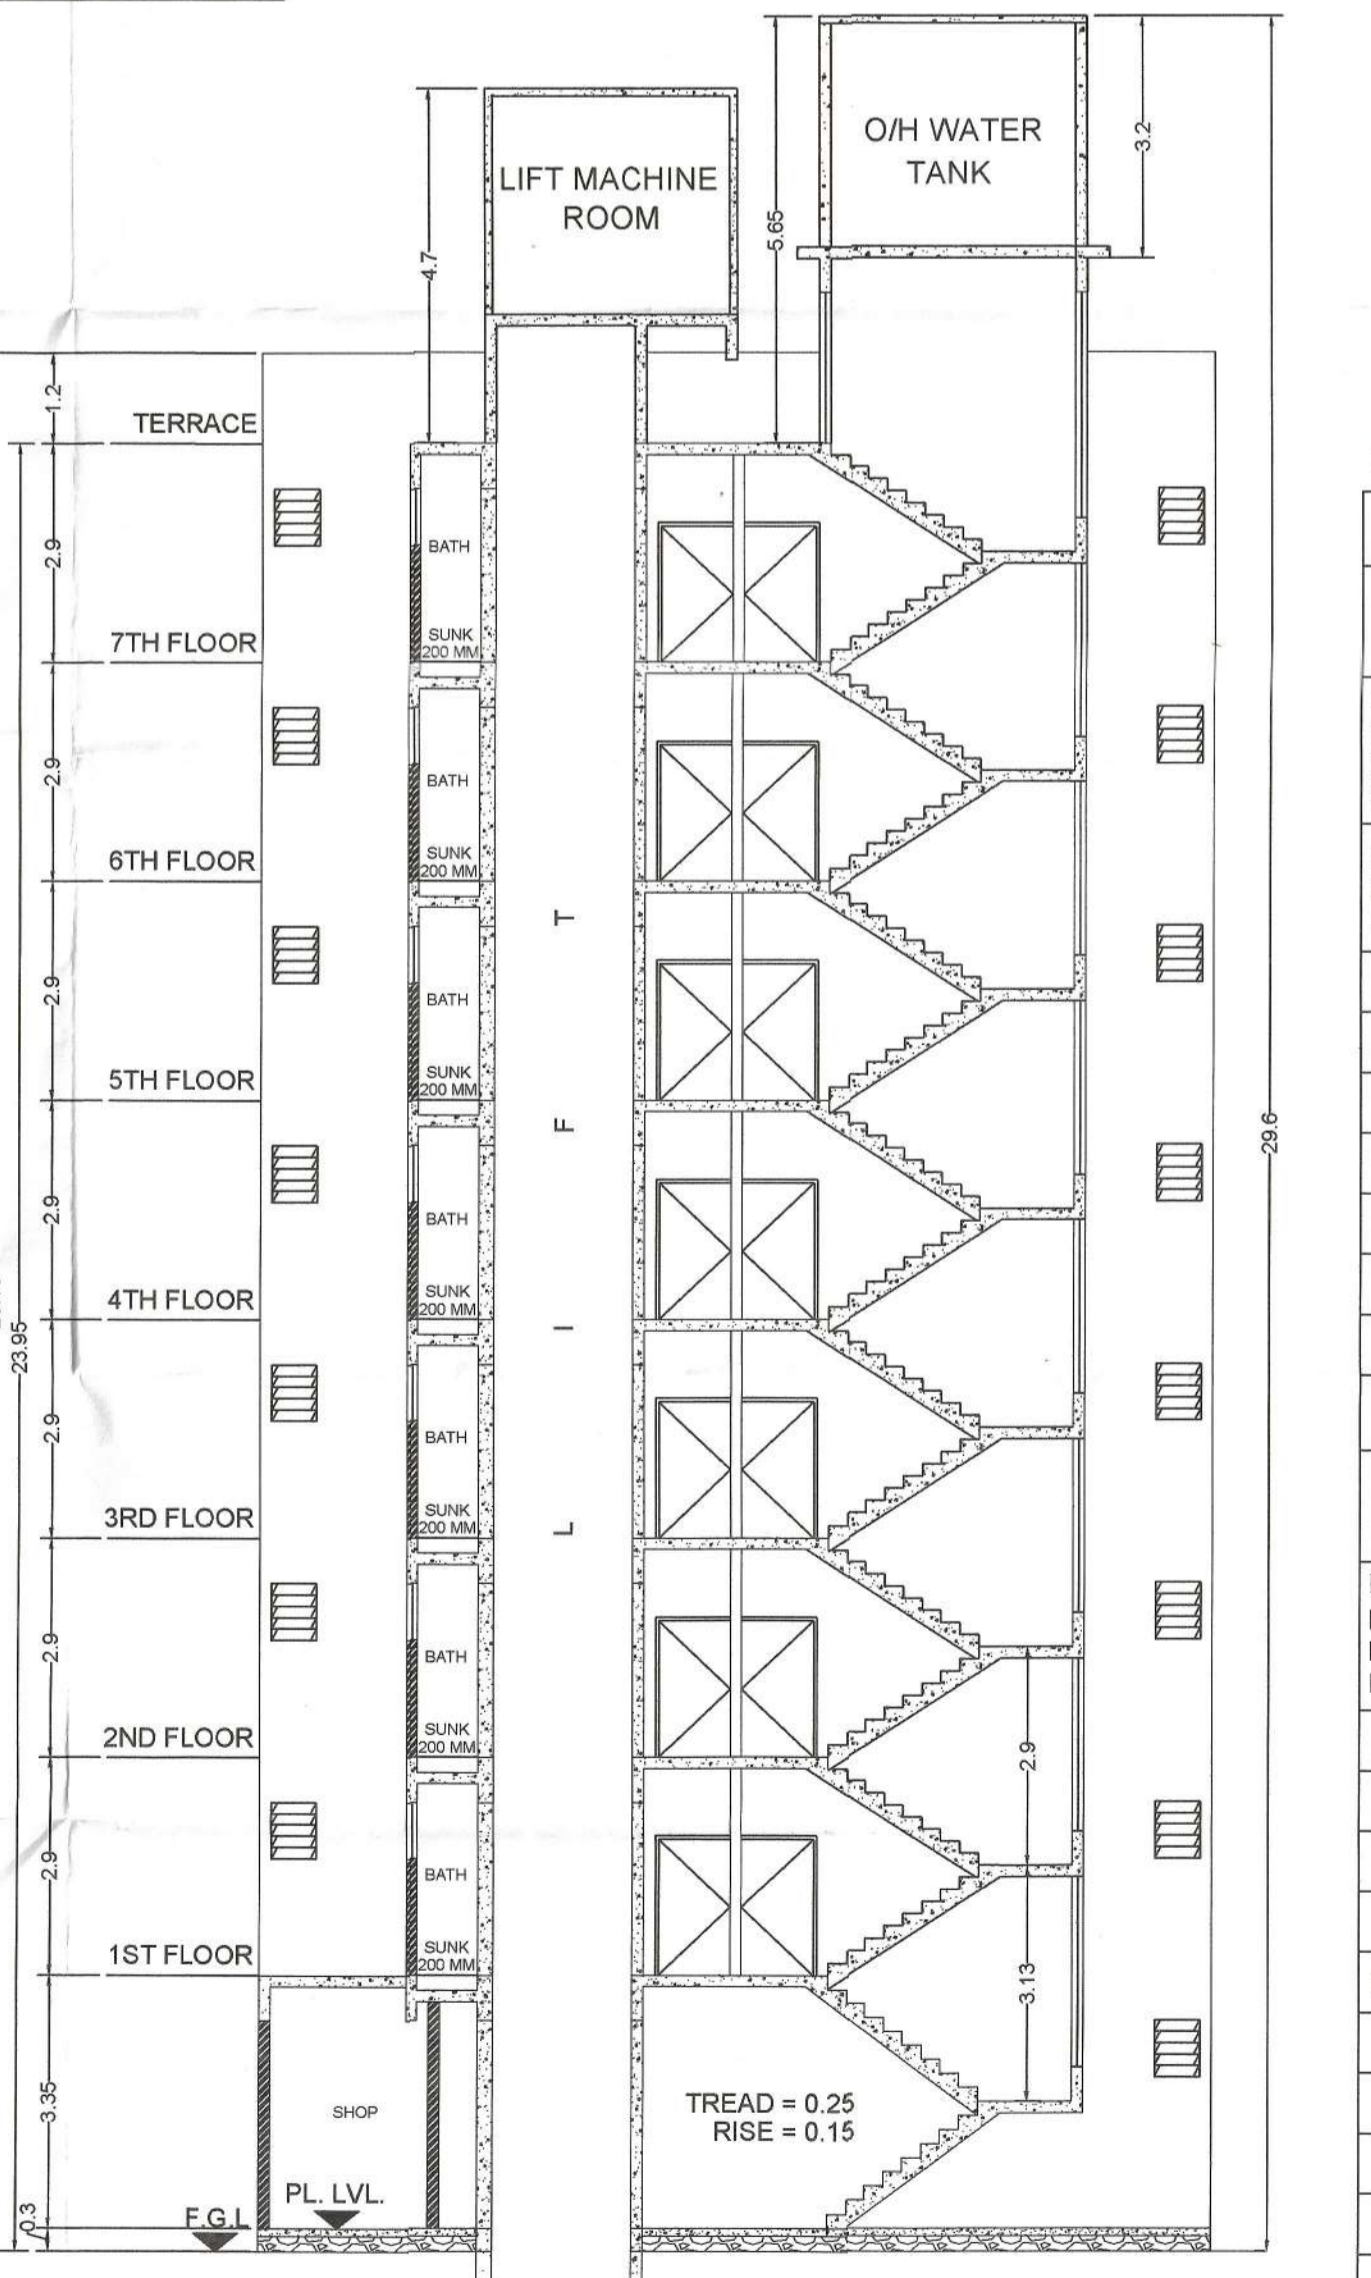 O/H WATER
TANK
3.2
LIFT MACHINE
ROOM
5.65
4.7
1.2
TERRACE
2.9
BATH
SUNK
200 MM
7TH FLOOR
2.9
BATH
SUNK
200 MM
6TH FLOOR
2.9
BATH
SUNK
200 MM
5TH FLOOR
2.9
BATH
SUNK
200 MM
4TH FLOOR
23.95
2.9
BATH
SUNK
200 MM
3RD FLOOR
2.9
BATH
SUNK
200 MM
2ND FLOOR
2.9
BATH
SUNK
200 MM
1ST FLOOR
L I F T
29.6
2.9
3.13
3.35
SHOP
TREAD = 0.25
RISE = 0.15
PL. LVL.
F.G.L
0.3